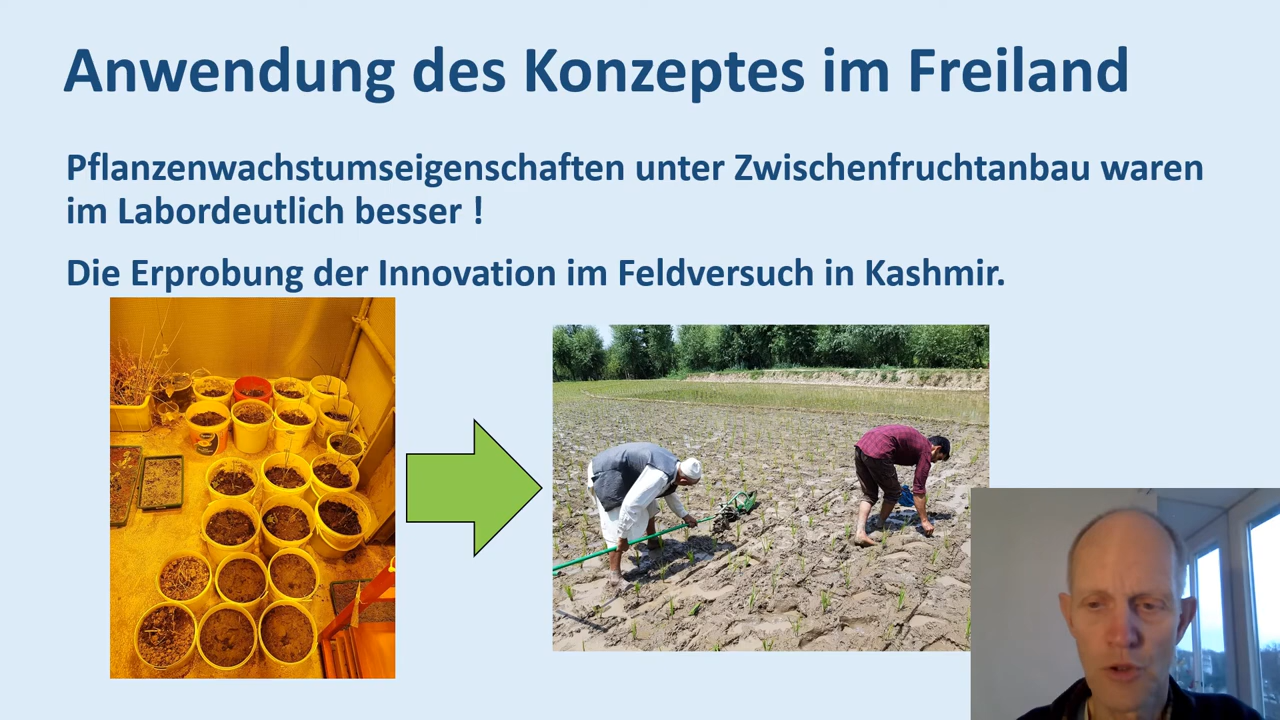 Anwendung des Konzeptes im Freiland
Pflanzenwachstumseigenschaften unter Zwischenfruchtanbau waren
im Labordeutlich besser !
Die Erprobung der Innovation im Feldversuch in Kashmir.